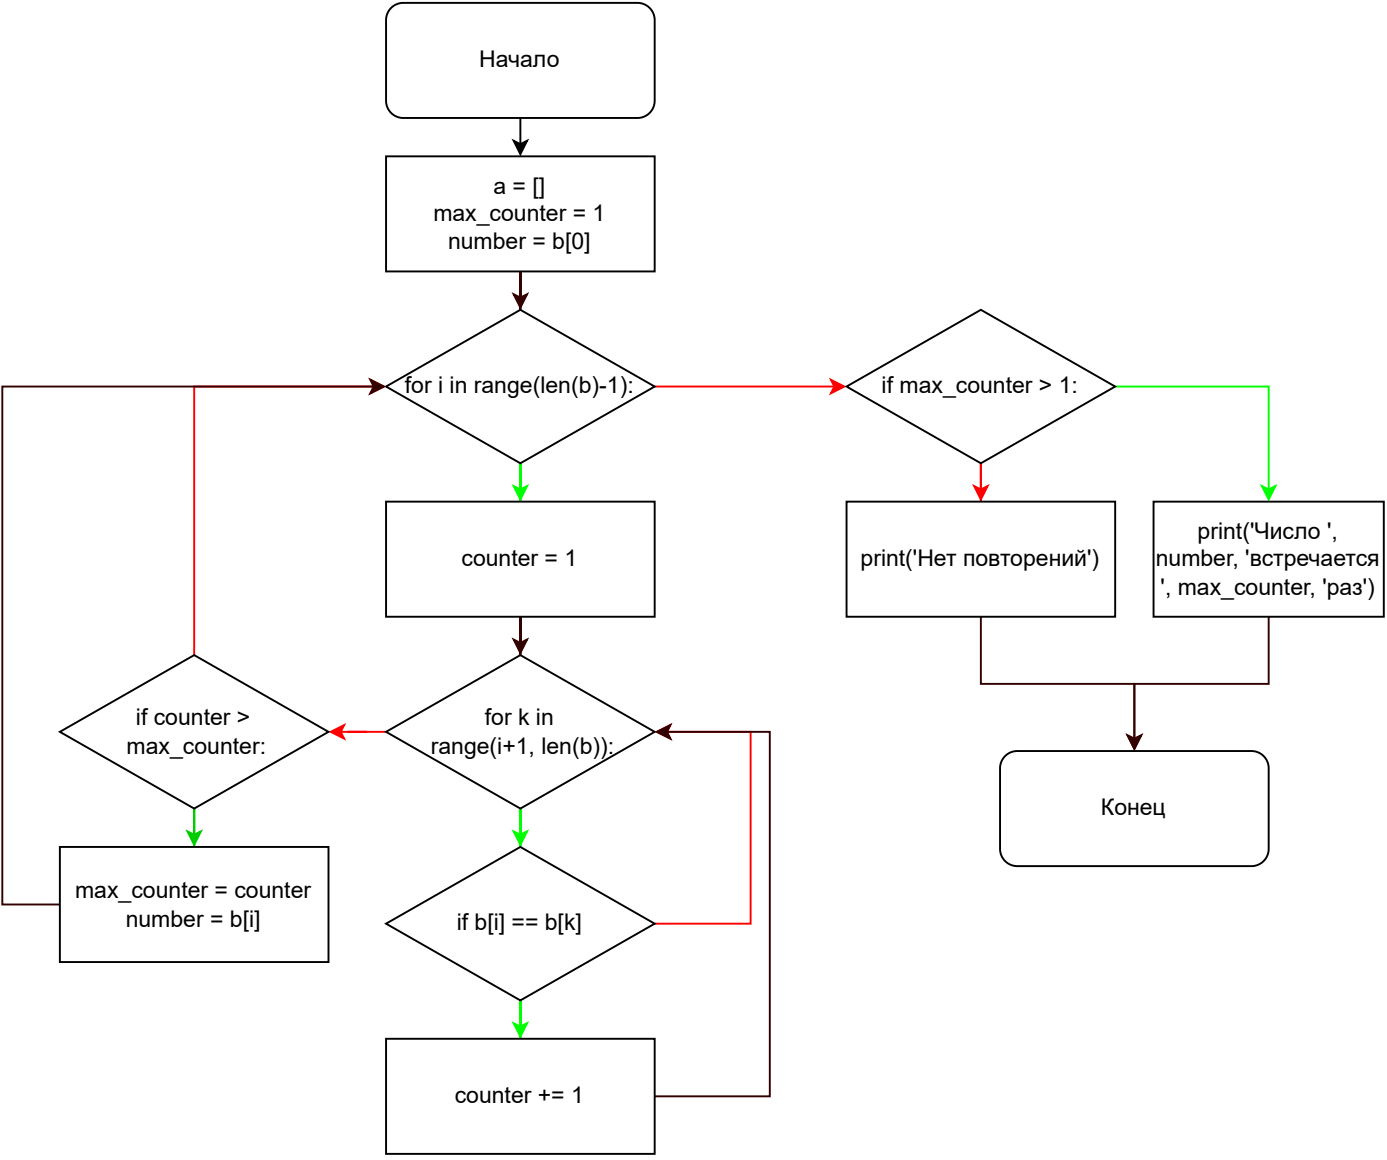 Начало
a = []
max_counter = 1
number = b[0]
for i in range(len(b)-1):
if max_counter > 1:
counter = 1
print('Нет повторений')
print('Число ',
number, 'встречается
', max_counter, 'раз')
if counter >
max_counter:
for k in
range(i+1, len(b)):
Конец
max_counter = counter
number = b[i]
if b[i] == b[k]
counter += 1